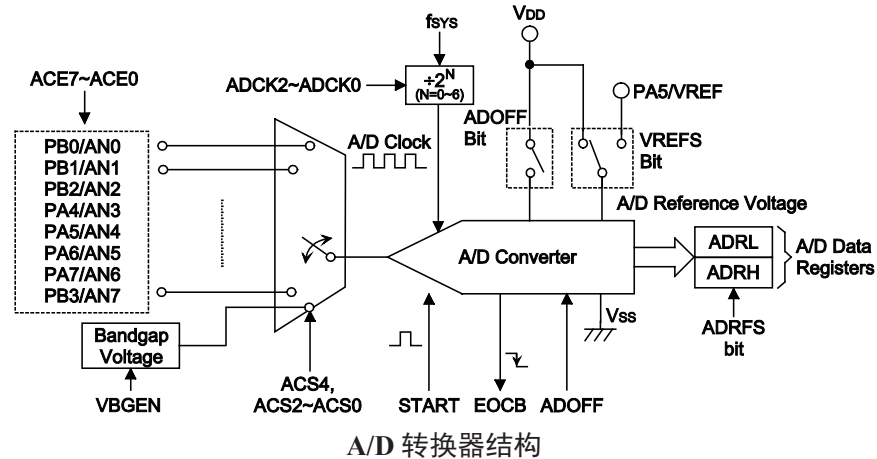 fSYS
VDD
ACE7~ACE0
ADCK2~ADCK0
÷2^N
(N=0~6)
PA5/VREF
ADOFF
Bit
VREFS
Bit
A/D Clock
PB0/AN0
PB1/AN1
PB2/AN2
PA4/AN3
PA5/AN4
PA6/AN5
PA7/AN6
PB3/AN7
A/D Reference Voltage
A/D Converter
ADRL
ADRH
A/D Data
Registers
VSS
ADRFS
bit
Bandgap
Voltage
VBGEN
ACS4,
ACS2~ACS0
START
EOCB
ADOFF
A/D 转换器结构